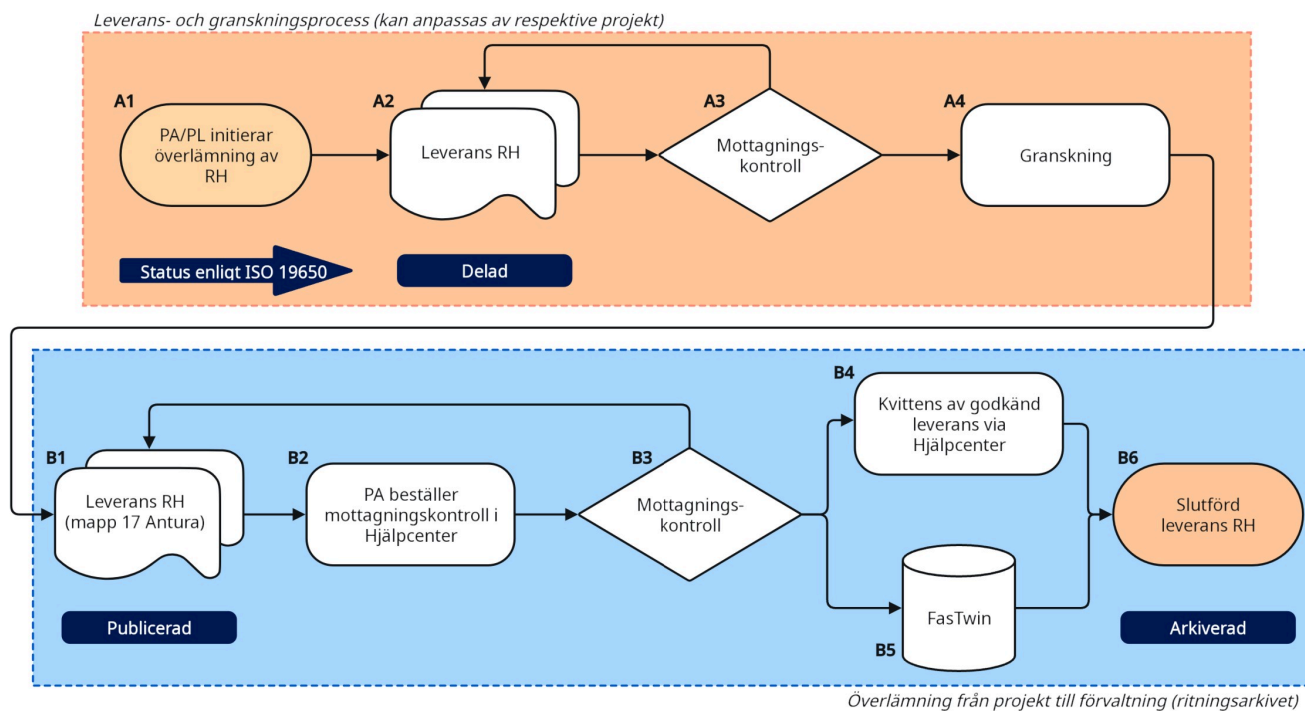 Leverans- och granskningsprocess (kan anpassas av respektive projekt)
A1
PA/PL initierar
överlämning av
RH
A2
Leverans RH
A3
Mottagnings-
kontroll
A4
Granskning
Status enligt ISO 19650
Delad
B1
Leverans RH
(mapp 17 Antura)
B2
PA beställer
mottagningskontroll i
Hjälpcenter
B3
Mottagnings-
kontroll
B4
Kvittens av godkänd
leverans via
Hjälpcenter
B5
FasTwin
B6
Slutförd
leverans RH
Publicerad
Arkiverad
Överlämning från projekt till förvaltning (ritningsarkivet)